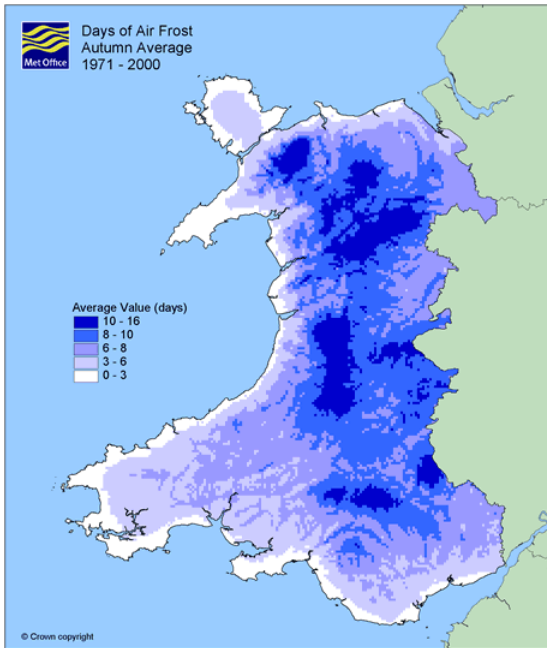 Met Office
Days of Air Frost
Autumn Average
1971 - 2000
Average Value (days)
10 - 16
8 - 10
6 - 8
3 - 6
0 - 3
© Crown copyright